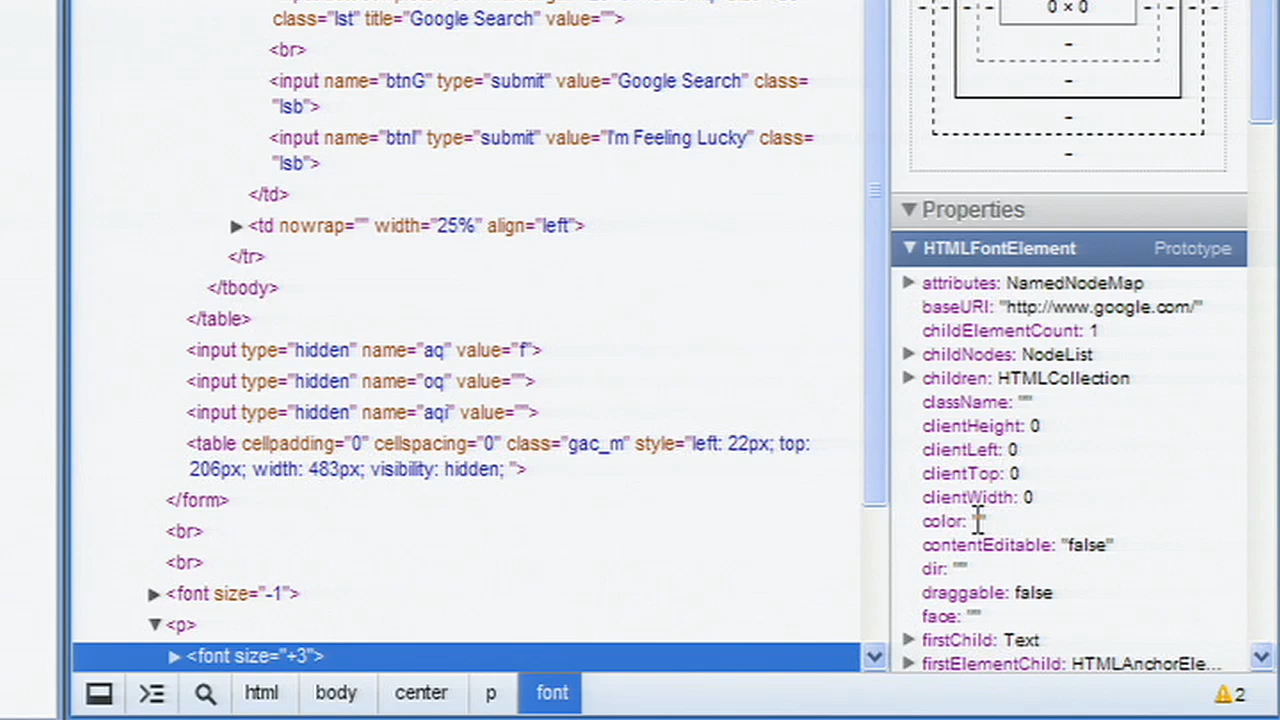 class="lst" title="Google Search" value="">
<br>
<input name="btnG" type="submit" value="Google Search" class=
"lsb">
<input name="btnI" type="submit" value="I'm Feeling Lucky" class=
"lsb">
</td>
▶<td nowrap="" width="25%" align="left">
</tr>
</tbody>
</table>
<input type="hidden" name="aq" value="f">
<input type="hidden" name="oq" value="">
<input type="hidden" name="aqi" value="">
<table cellpadding="0" cellspacing="0" class="gac_m" style="left: 22px; top:
206px; width: 483px; visibility: hidden; ">
</form>
<br>
<br>
▶<font size="-1">
▼<p>
▶<font size="+3">
html body center p font
0 × 0
-
-
-
-
Properties
HTMLFontElement Prototype
attributes: NamedNodeMap
baseURI: "http://www.google.com/"
childElementCount: 1
childNodes: NodeList
children: HTMLCollection
className: ""
clientHeight: 0
clientLeft: 0
clientTop: 0
clientWidth: 0
color: ""
contentEditable: "false"
dir: ""
draggable: false
face: ""
firstChild: Text
firstElementChild: HTMLAnchorEle...
2